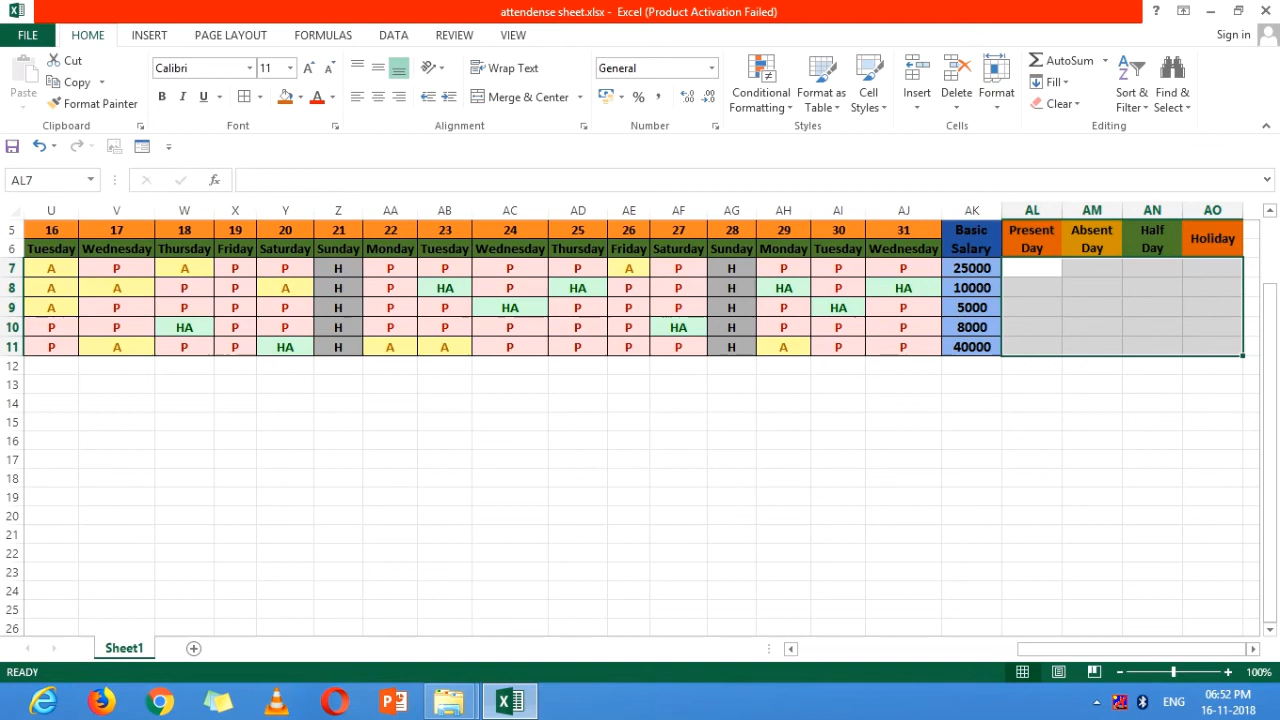 attendense sheet.xlsx - Excel (Product Activation Failed)
FILE HOME INSERT PAGE LAYOUT FORMULAS DATA REVIEW VIEW Sign in
Cut
Copy
Format Painter
Paste
Clipboard
Calibri 11
B I U
Font
Wrap Text
Merge & Center
Alignment
General
% ,
Number
Conditional Formatting
Format as Table
Cell Styles
Styles
Insert Delete Format
Cells
AutoSum
Fill
Clear
Sort & Filter
Find & Select
Editing
AL7 fx
U V W X Y Z AA AB AC AD AE AF AG AH AI AJ AK AL AM AN AO
5 16 17 18 19 20 21 22 23 24 25 26 27 28 29 30 31 Basic Present Absent Half Holiday
6 Tuesday Wednesday Thursday Friday Saturday Sunday Monday Tuesday Wednesday Thursday Friday Saturday Sunday Monday Tuesday Wednesday Salary Day Day Day
7 A P A P P H P P P P A P H P P P 25000
8 A A P P A H P HA P HA P P H HA P HA 10000
9 A P P P P H P P HA P P P H P HA P 5000
10 P P HA P P H P P P P P HA H P P P 8000
11 P A P P HA H A A P P P P H A P P 40000
12
13
14
15
16
17
18
19
20
21
22
23
24
25
26
Sheet1
READY 100%
ENG
06:52 PM
16-11-2018